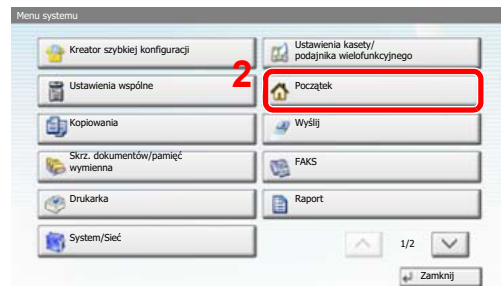 Menu systemu
Kreator szybkiej konfiguracji
Ustawienia kasety/
podajnika wielofunkcyjnego
2
Ustawienia wspólne
Początek
Kopiowania
Wyślij
Skrz. dokumentów/pamięć
wymienna
FAKS
Drukarka
Raport
System/Sieć
1/2
Zamknij